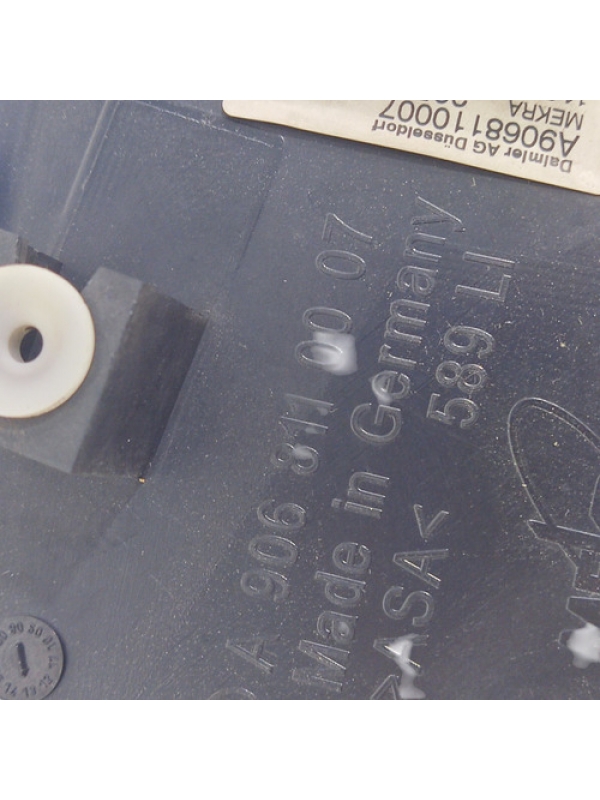 Daimler AG Düsseldorf
A9068110007
MEKRA
A 906 811 00 07
Made in Germany
>ASA<
589 LI